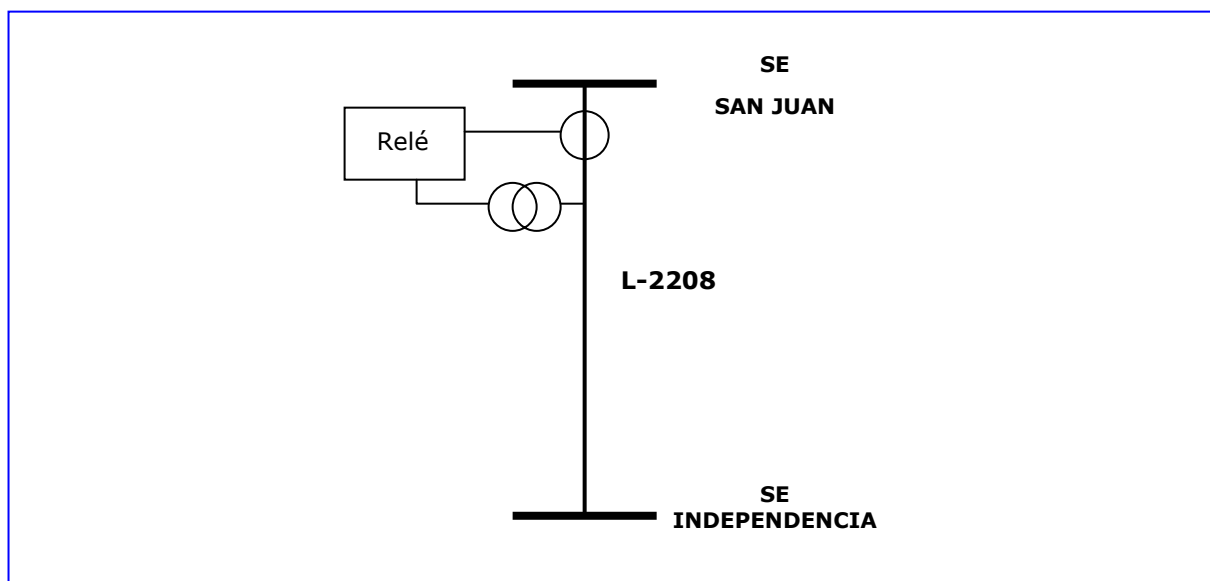 SE
SAN JUAN
Relé
L-2208
SE
INDEPENDENCIA